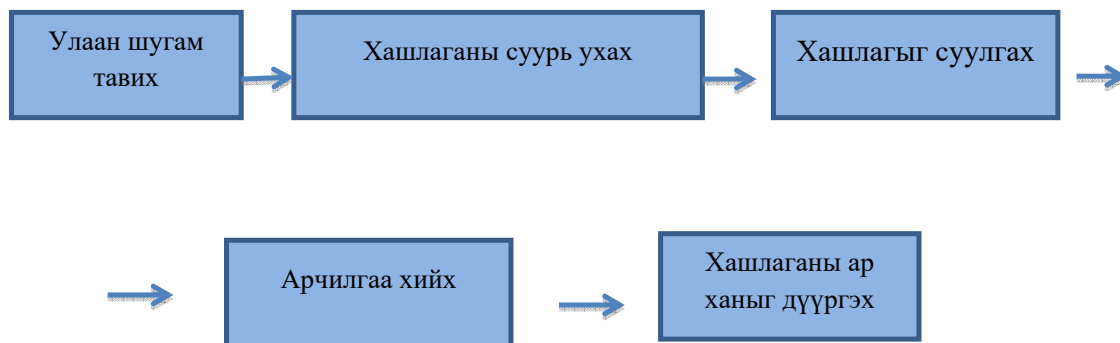 Улаан шугам
тавих
Хашлаганы суурь ухах
Хашлагыг суулгах
Арчилгаа хийх
Хашлаганы ар
ханыг дүүргэх